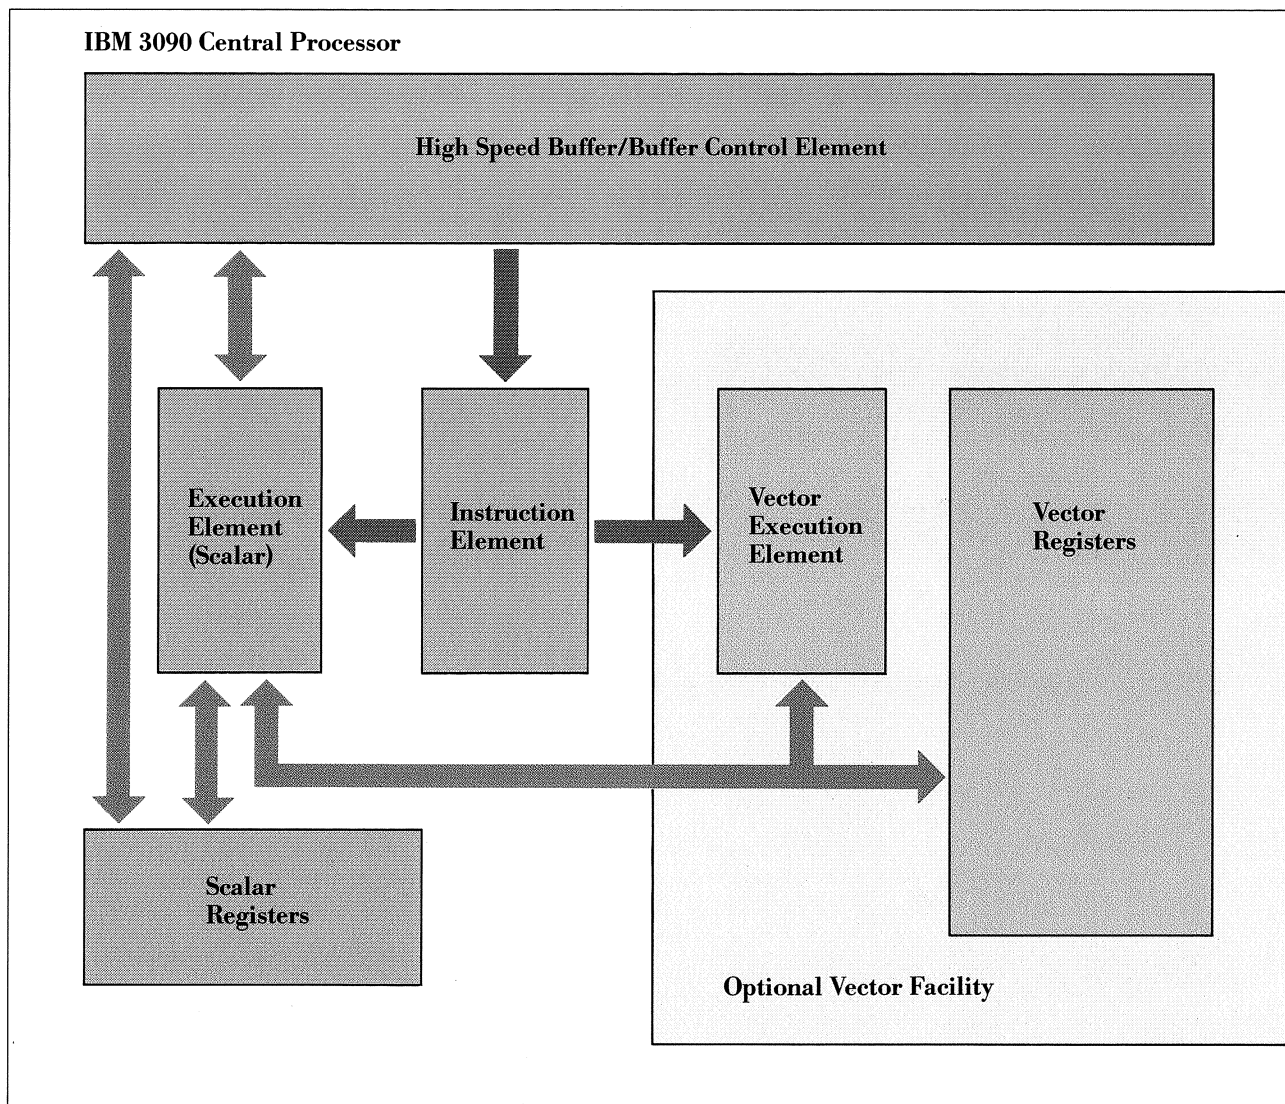 IBM 3090 Central Processor
High Speed Buffer/Buffer Control Element
Execution
Element
(Scalar)
Instruction
Element
Vector
Execution
Element
Vector
Registers
Scalar
Registers
Optional Vector Facility